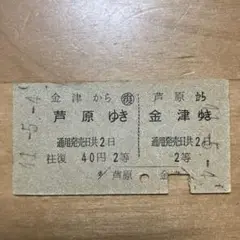 金津から 復
芦原 ゆき
通用発売日共2日
往復 40円 2等
芦原から
金津ゆき
通用発売日共2日
2等